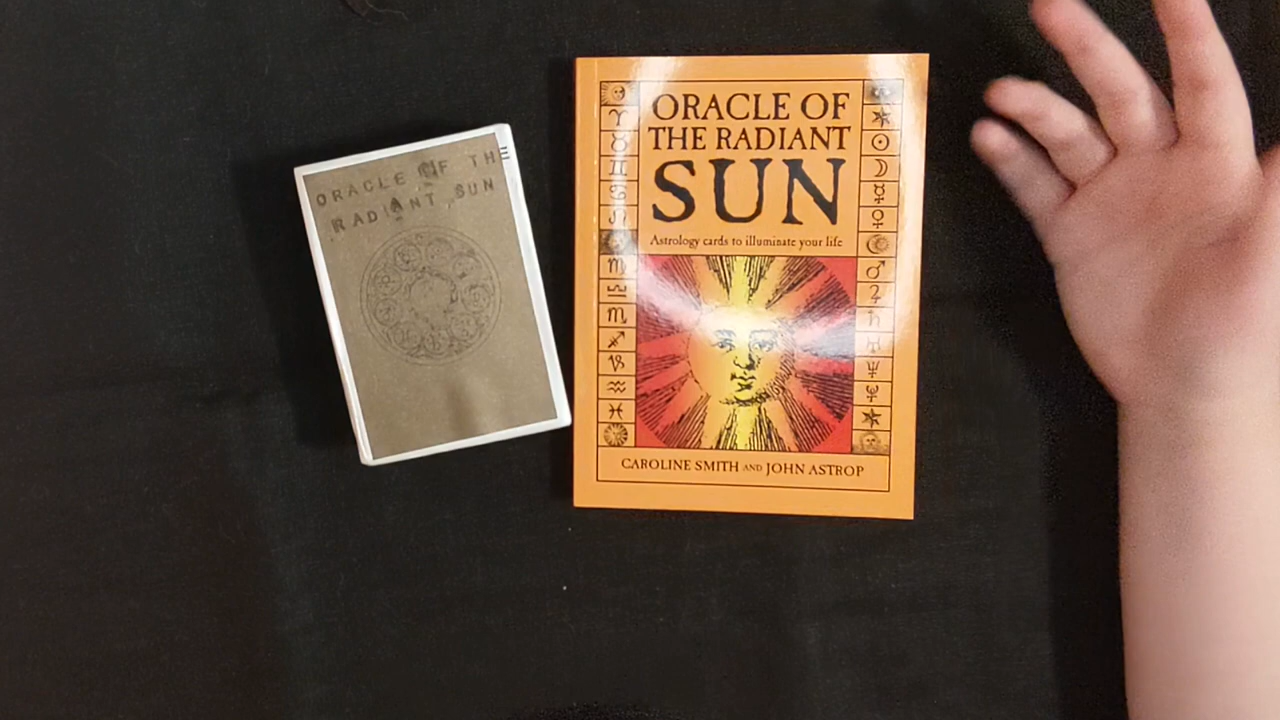 ORACLE OF THE
RADIANT SUN
ORACLE OF
THE RADIANT
SUN
Astrology cards to illuminate your life
CAROLINE SMITH AND JOHN ASTROP